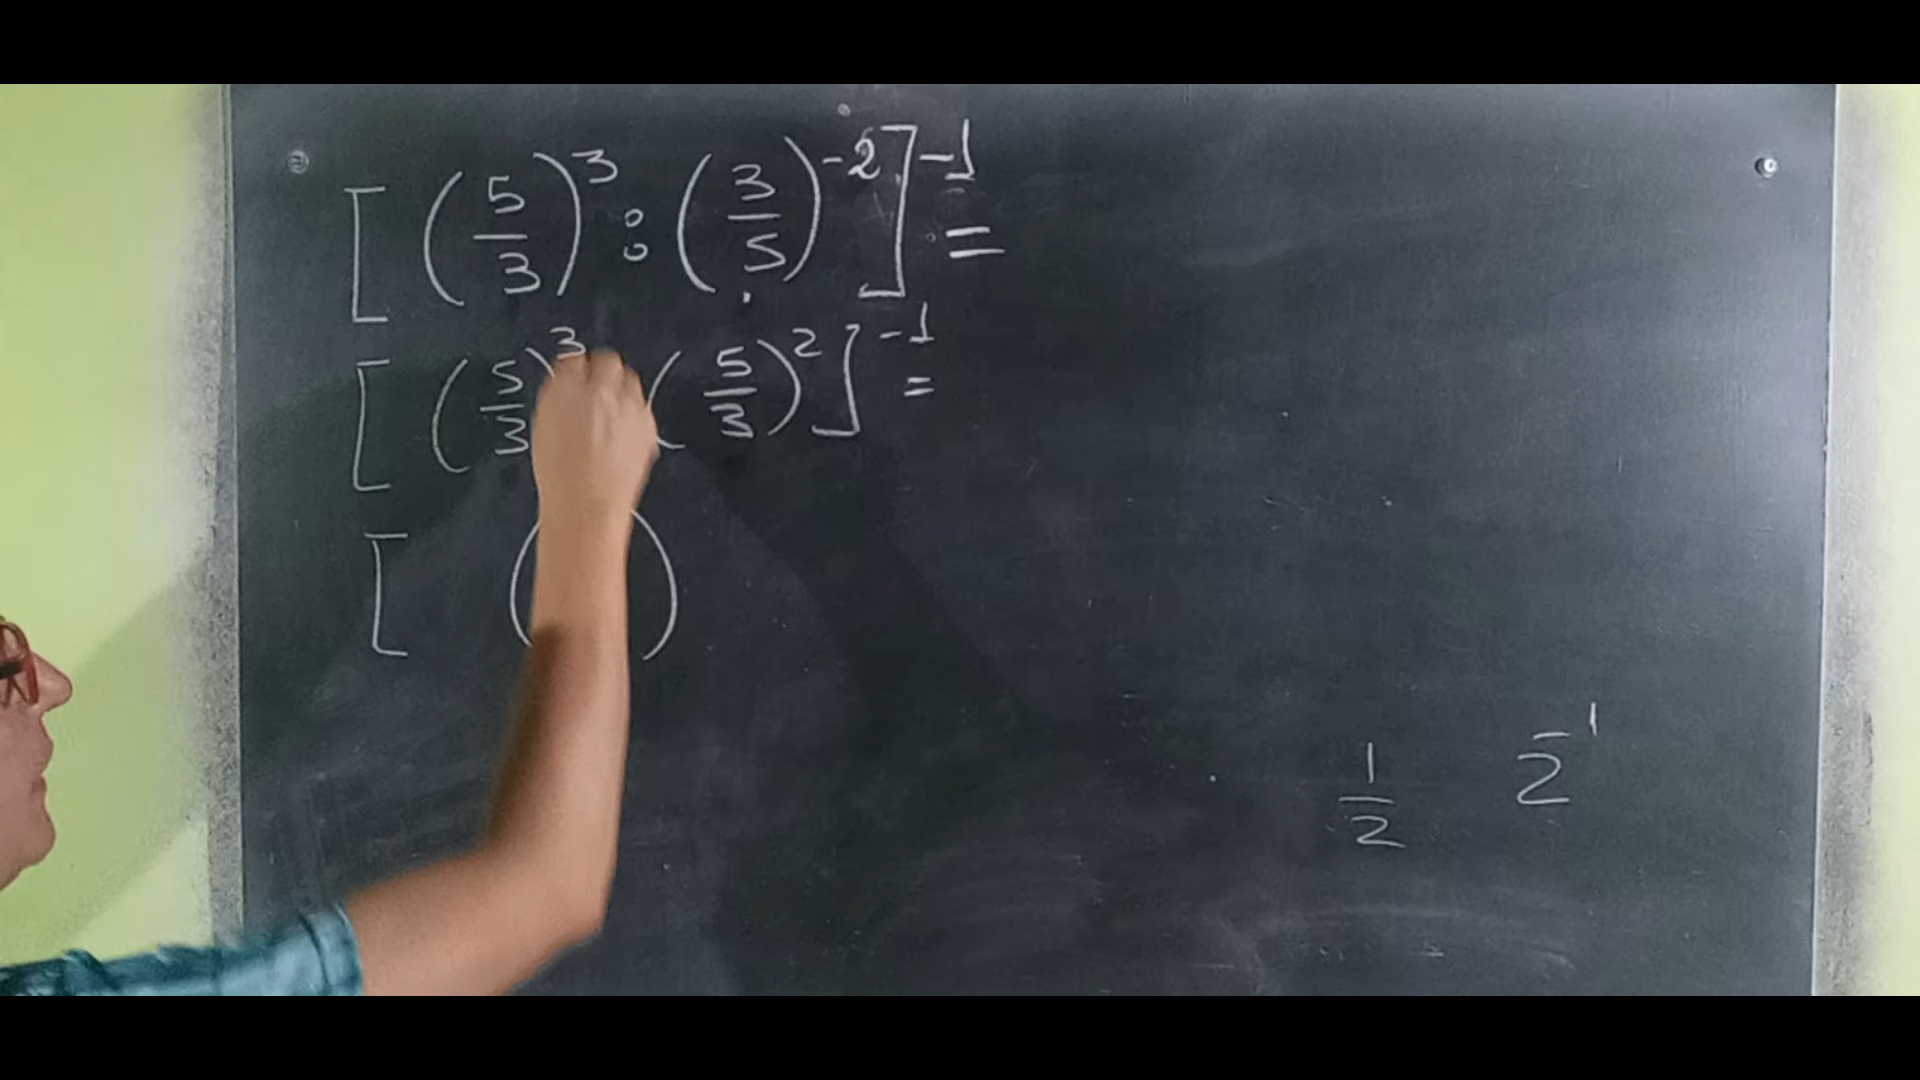 [(5/3)³ : (3/5)⁻²]⁻¹ =
[(5/3)³ (5/3)²]⁻¹ =
[ ( )
1/2 2⁻¹